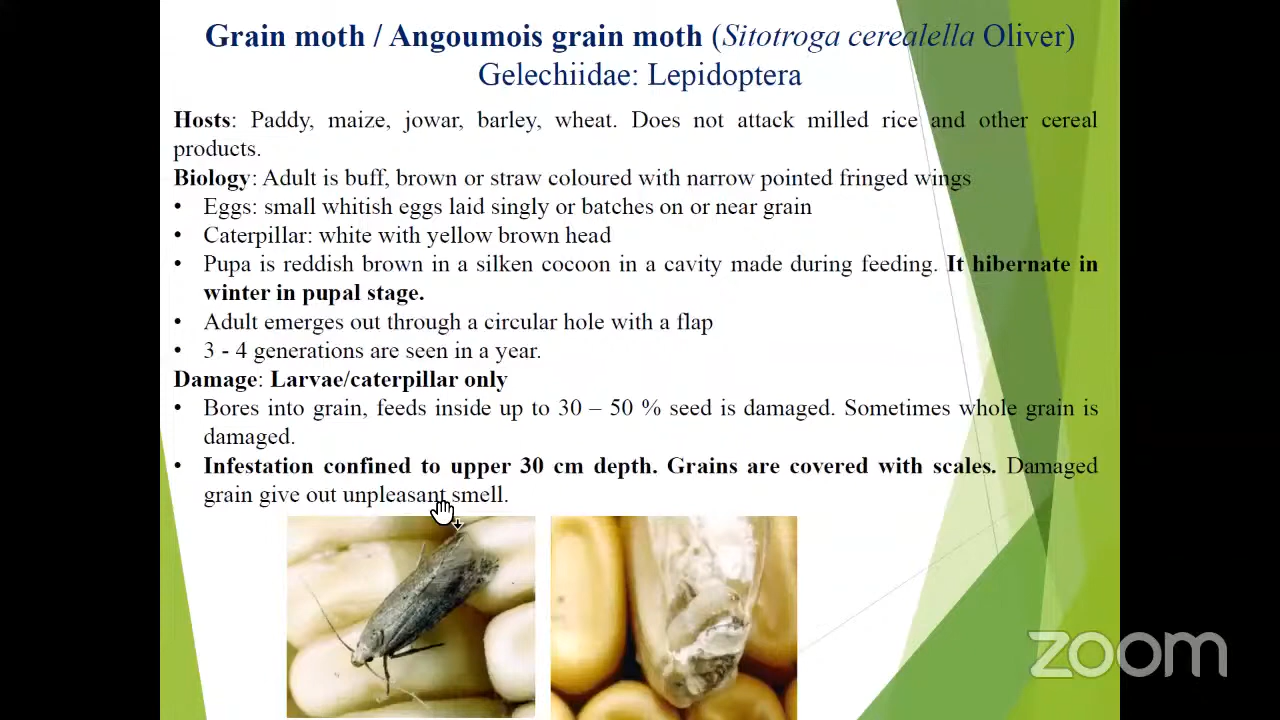 Grain moth / Angoumois grain moth (Sitotroga cerealella Oliver)
Gelechiidae: Lepidoptera
Hosts: Paddy, maize, jowar, barley, wheat. Does not attack milled rice and other cereal
products.
Biology: Adult is buff, brown or straw coloured with narrow pointed fringed wings
• Eggs: small whitish eggs laid singly or batches on or near grain
• Caterpillar: white with yellow brown head
• Pupa is reddish brown in a silken cocoon in a cavity made during feeding. It hibernate in
winter in pupal stage.
• Adult emerges out through a circular hole with a flap
• 3 - 4 generations are seen in a year.
Damage: Larvae/caterpillar only
• Bores into grain, feeds inside up to 30 – 50 % seed is damaged. Sometimes whole grain is
damaged.
• Infestation confined to upper 30 cm depth. Grains are covered with scales. Damaged
grain give out unpleasant smell.
zoom